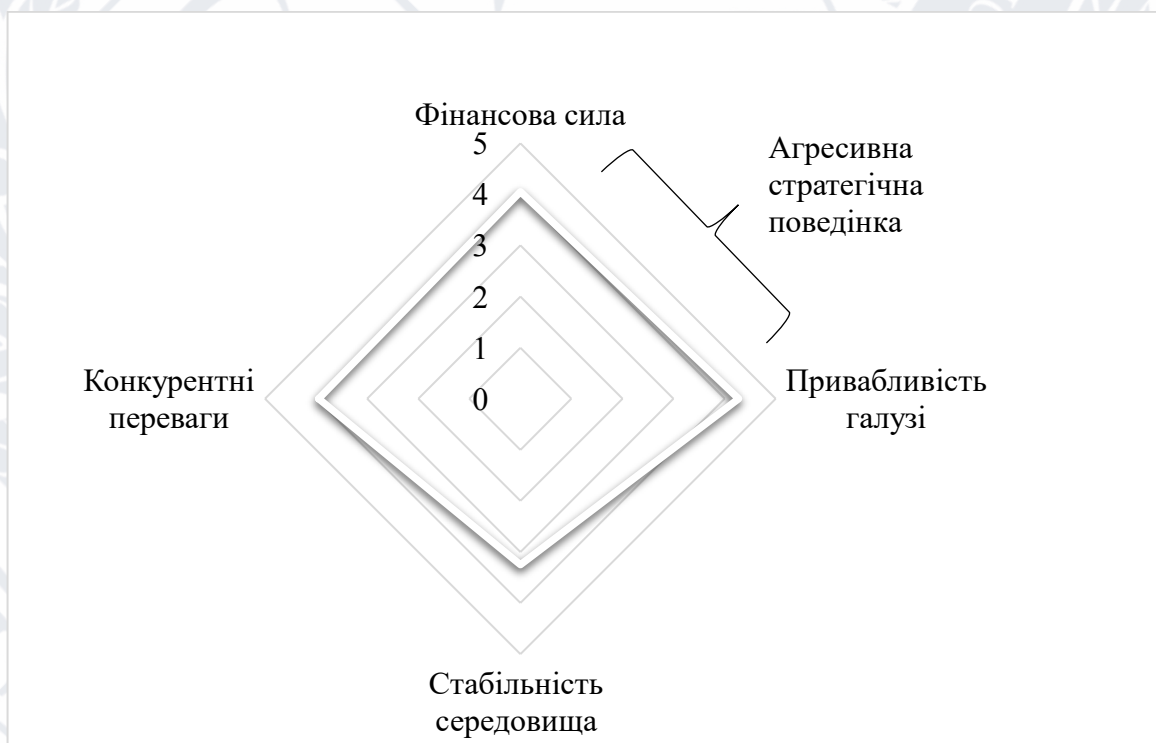 Фінансова сила
5
4
3
2
1
0
Агресивна
стратегічна
поведінка
Конкурентні
переваги
Привабливість
галузі
Стабільність
середовища